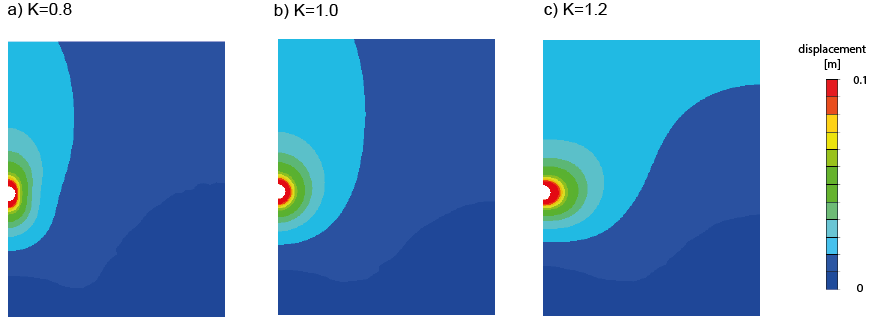 a) K=0.8
b) K=1.0
c) K=1.2
displacement
[m]
0.1
0